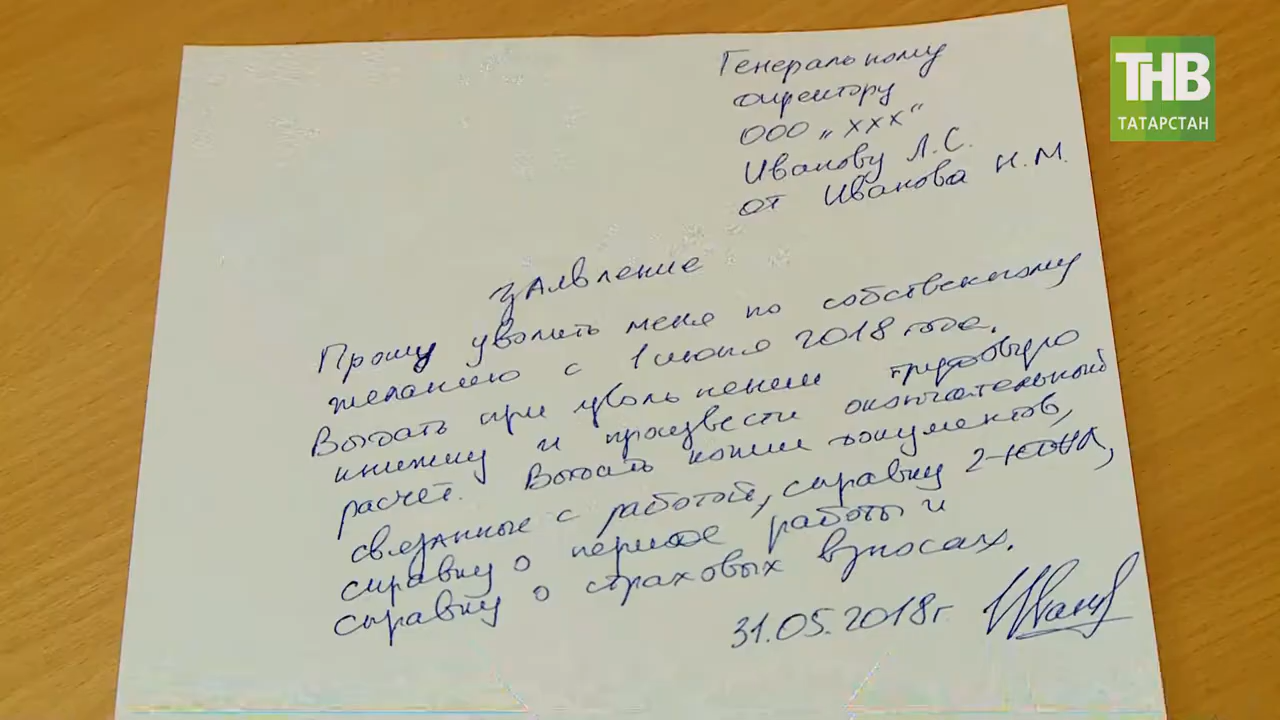 Генеральному
директору
ООО „ХХХ“
Иванову Л.С.
от Иванова Н.М.
ТНВ
ТАТАРСТАН
Заявление
Прошу уволить меня по собственному
желанию с 1 июня 2018 года.
Выдать при увольнении трудовую
книжку и произвести окончательный
расчет. Выдать копии документов,
связанные с работой, справку 2-НДФЛ,
справку о периоде работы и
справку о страховых взносах.
31.05.2018г. Иванов